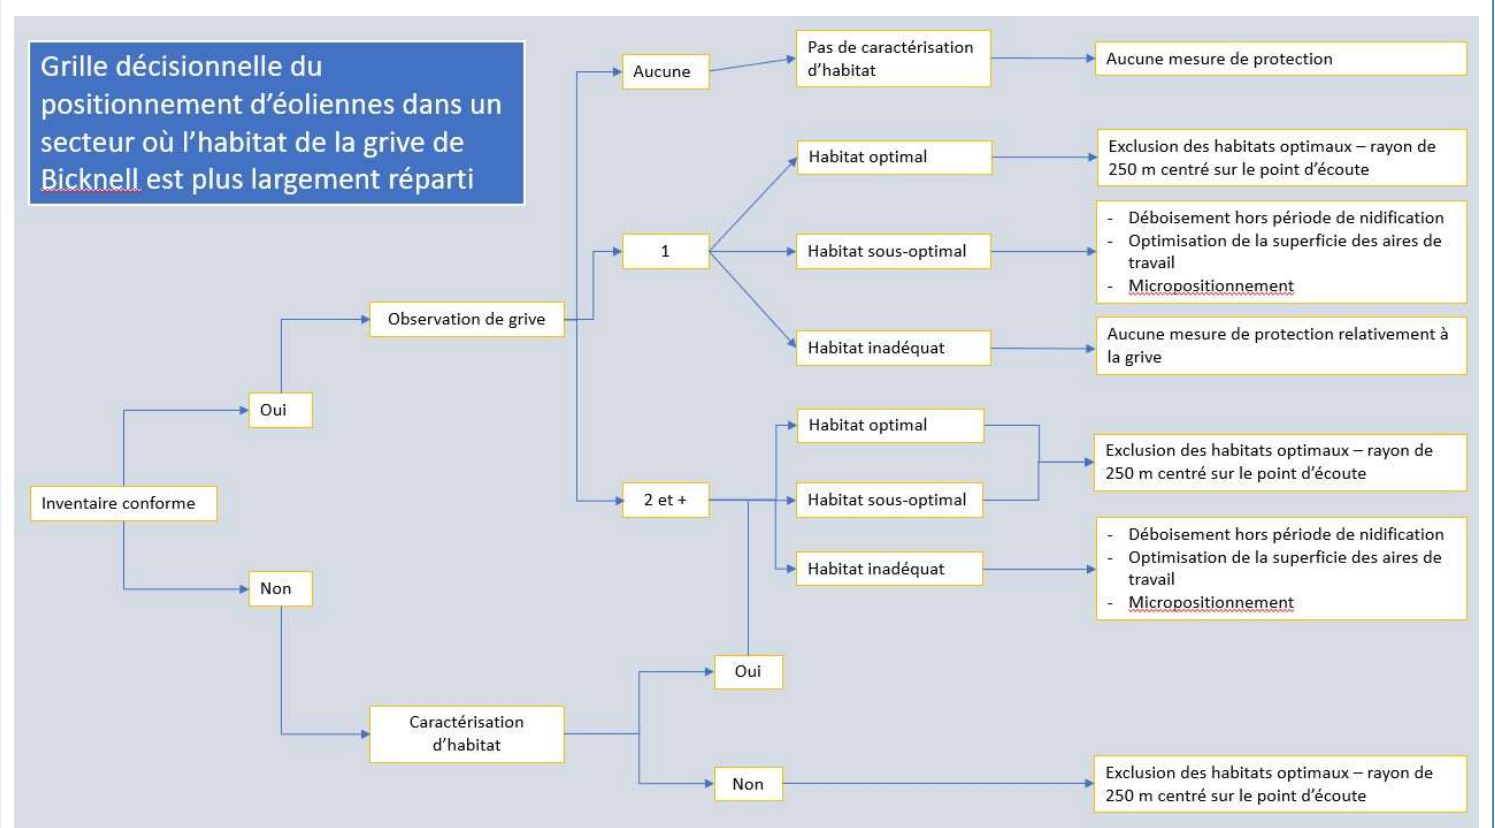 Grille décisionnelle du
positionnement d'éoliennes dans un
secteur où l'habitat de la grive de
Bicknell est plus largement réparti
Inventaire conforme
Oui
Non
Observation de grive
Caractérisation
d'habitat
Aucune
1
2 et +
Oui
Non
Pas de caractérisation
d'habitat
Habitat optimal
Habitat sous-optimal
Habitat inadéquat
Habitat optimal
Habitat sous-optimal
Habitat inadéquat
Aucune mesure de protection
Exclusion des habitats optimaux – rayon de
250 m centré sur le point d'écoute
- Déboisement hors période de nidification
- Optimisation de la superficie des aires de
travail
- Micropositionnement
Aucune mesure de protection relativement à
la grive
Exclusion des habitats optimaux – rayon de
250 m centré sur le point d'écoute
- Déboisement hors période de nidification
- Optimisation de la superficie des aires de
travail
- Micropositionnement
Exclusion des habitats optimaux – rayon de
250 m centré sur le point d'écoute